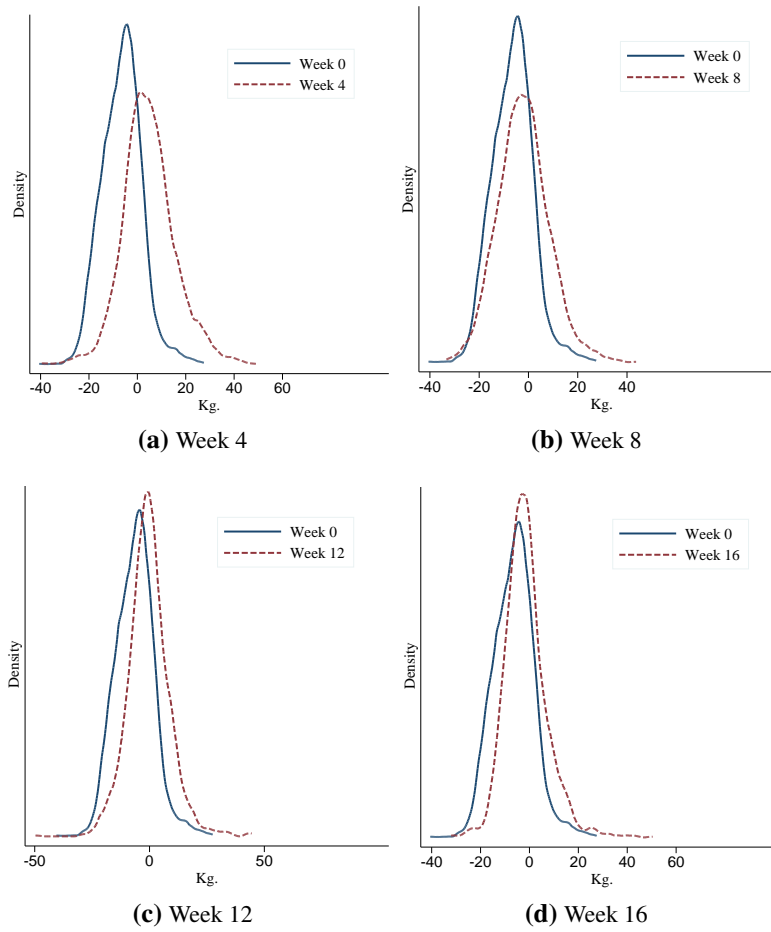 Week 0
Week 4
Density
-40 -20 0 20 40 60
Kg.
(a) Week 4
Week 0
Week 8
Density
-40 -20 0 20 40
Kg.
(b) Week 8
Week 0
Week 12
Density
-50 0 50
Kg.
(c) Week 12
Week 0
Week 16
Density
-40 -20 0 20 40 60
Kg.
(d) Week 16